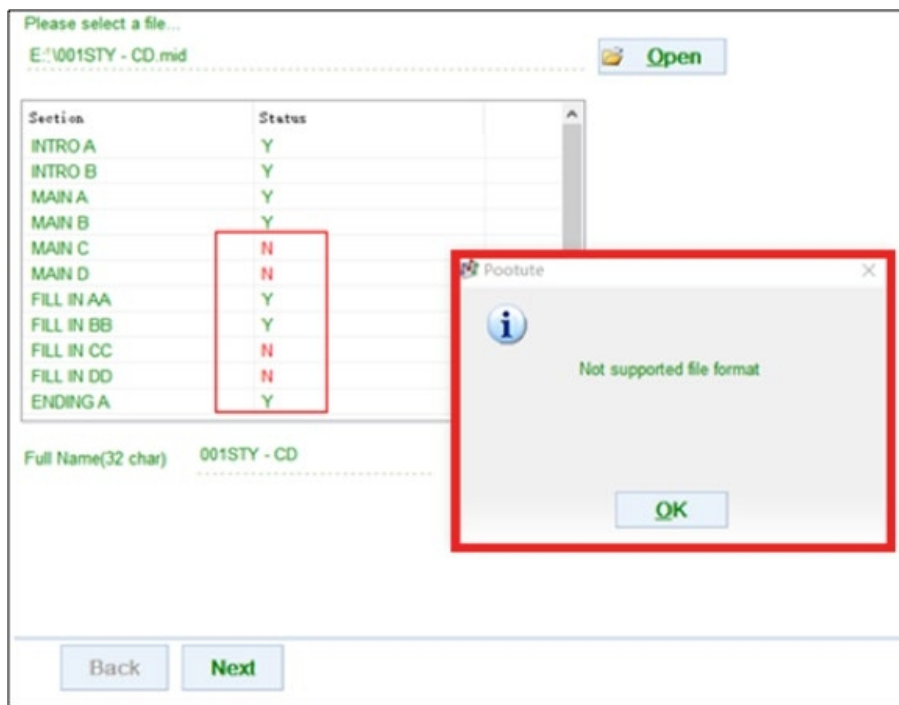 Please select a file...
E:\001STY - CD.mid
Open
Section Status
INTRO A Y
INTRO B Y
MAIN A Y
MAIN B Y
MAIN C N
MAIN D N
FILL IN AA Y
FILL IN BB Y
FILL IN CC N
FILL IN DD N
ENDING A Y
Pootute
Not supported file format
OK
Full Name(32 char) 001STY - CD
Back Next